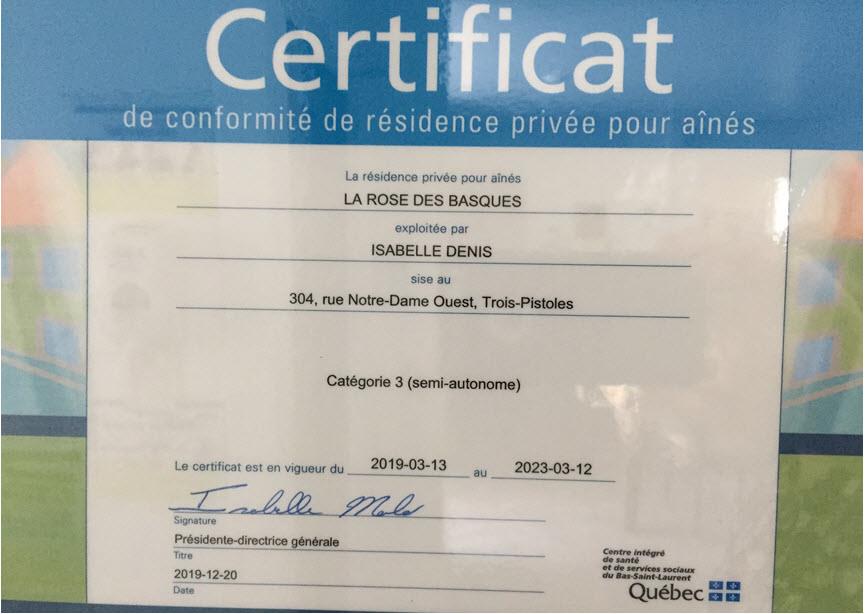 Certificat
de conformité de résidence privée pour aînés
La résidence privée pour aînés
LA ROSE DES BASQUES
exploitée par
ISABELLE DENIS
sise au
304, rue Notre-Dame Ouest, Trois-Pistoles
Catégorie 3 (semi-autonome)
Le certificat est en vigueur du 2019-03-13 au 2023-03-12
Isabelle Malo
Signature
Présidente-directrice générale
Titre
2019-12-20
Date
Centre intégré
de santé
et de services sociaux
du Bas-Saint-Laurent
Québec